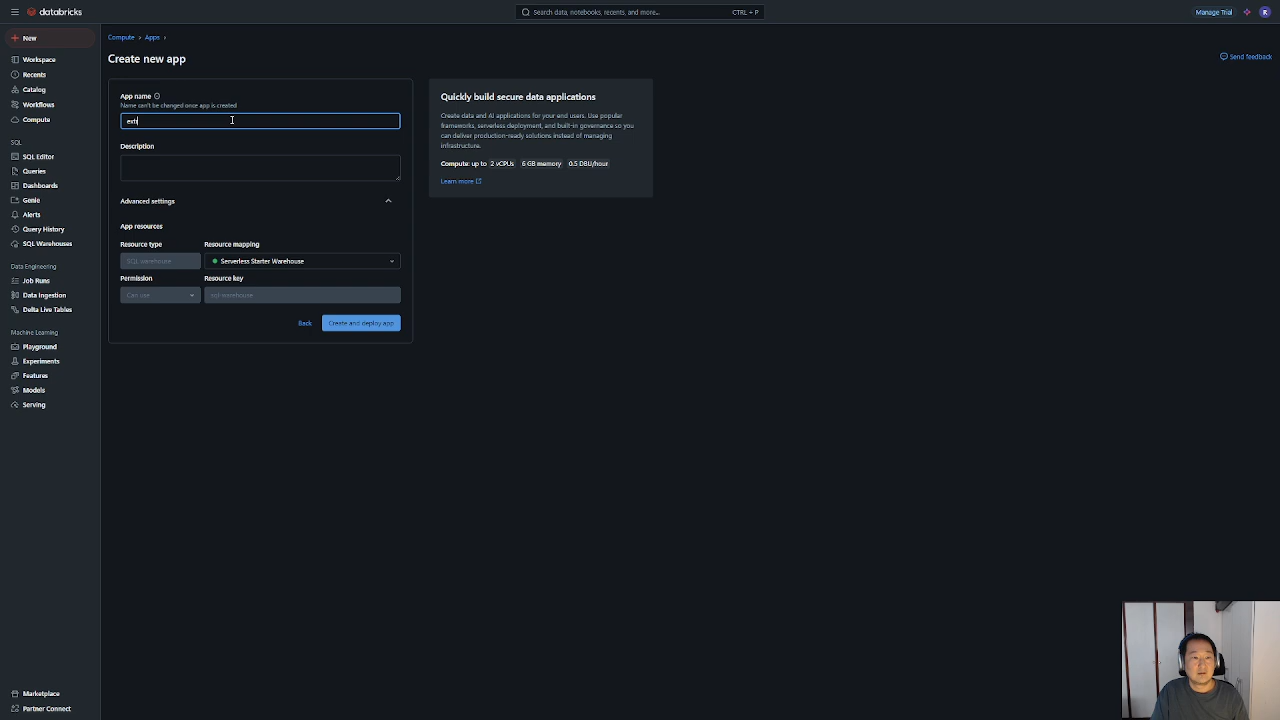 databricks
Search data, notebooks, recents, and more...
CTRL + P
Manage Trial
R
New
Workspace
Recents
Catalog
Workflows
Compute
SQL
SQL Editor
Queries
Dashboards
Genie
Alerts
Query History
SQL Warehouses
Data Engineering
Job Runs
Data Ingestion
Delta Live Tables
Machine Learning
Playground
Experiments
Features
Models
Serving
Marketplace
Partner Connect
Compute › Apps ›
Create new app
Send feedback
App name
Name can't be changed once app is created
Description
Advanced settings
App resources
Resource type
Resource mapping
SQL warehouse
Serverless Starter Warehouse
Permission
Resource key
Can use
sql-warehouse
Back
Create and deploy app
Quickly build secure data applications
Create data and AI applications for your end users. Use popular
frameworks, serverless deployment, and built-in governance so you
can deliver production-ready solutions instead of managing
infrastructure.
Compute: up to 2 vCPUs 6 GB memory 0.5 DBU/hour
Learn more